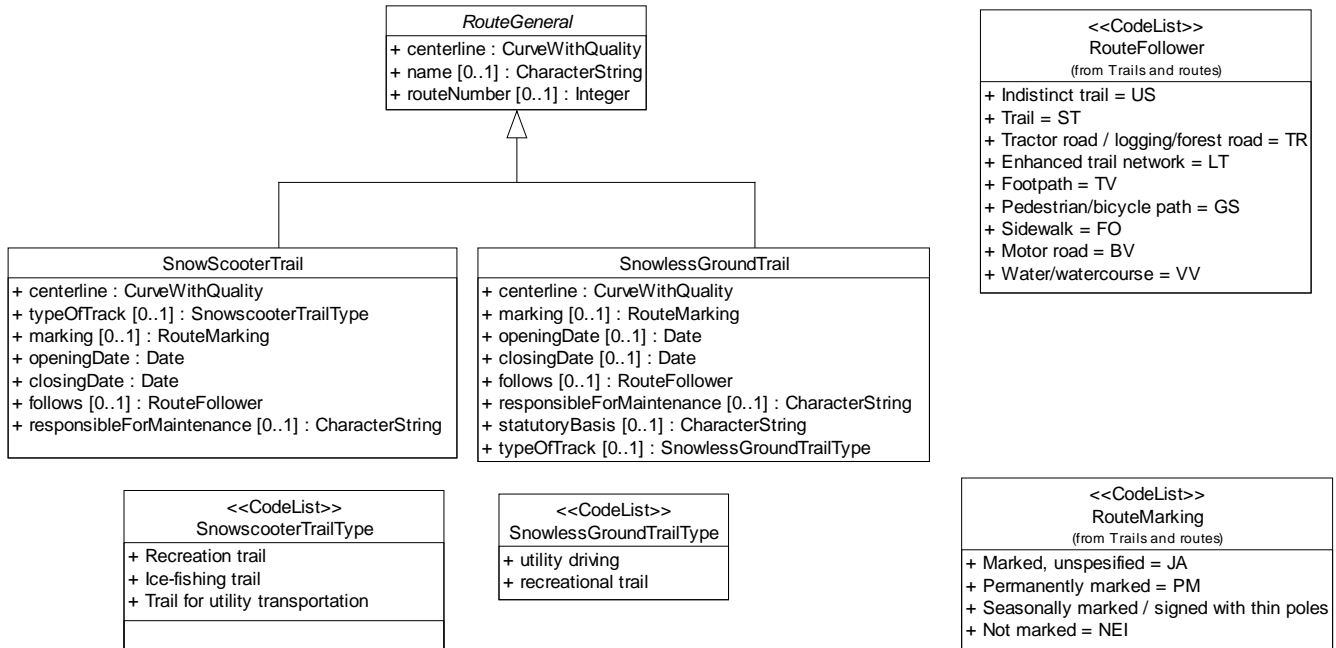 RouteGeneral
+ centerline : CurveWithQuality
+ name [0..1] : CharacterString
+ routeNumber [0..1] : Integer
<<CodeList>>
RouteFollower
(from Trails and routes)
+ Indistinct trail = US
+ Trail = ST
+ Tractor road / logging/forest road = TR
+ Enhanced trail network = LT
+ Footpath = TV
+ Pedestrian/bicycle path = GS
+ Sidewalk = FO
+ Motor road = BV
+ Water/watercourse = VV
SnowScooterTrail
+ centerline : CurveWithQuality
+ typeOfTrack [0..1] : SnowscooterTrailType
+ marking [0..1] : RouteMarking
+ openingDate : Date
+ closingDate : Date
+ follows [0..1] : RouteFollower
+ responsibleForMaintenance [0..1] : CharacterString
SnowlessGroundTrail
+ centerline : CurveWithQuality
+ marking [0..1] : RouteMarking
+ openingDate [0..1] : Date
+ closingDate [0..1] : Date
+ follows [0..1] : RouteFollower
+ responsibleForMaintenance [0..1] : CharacterString
+ statutoryBasis [0..1] : CharacterString
+ typeOfTrack [0..1] : SnowlessGroundTrailType
<<CodeList>>
SnowscooterTrailType
+ Recreation trail
+ Ice-fishing trail
+ Trail for utility transportation
<<CodeList>>
SnowlessGroundTrailType
+ utility driving
+ recreational trail
<<CodeList>>
RouteMarking
(from Trails and routes)
+ Marked, unspesified = JA
+ Permanently marked = PM
+ Seasonally marked / signed with thin poles
+ Not marked = NEI